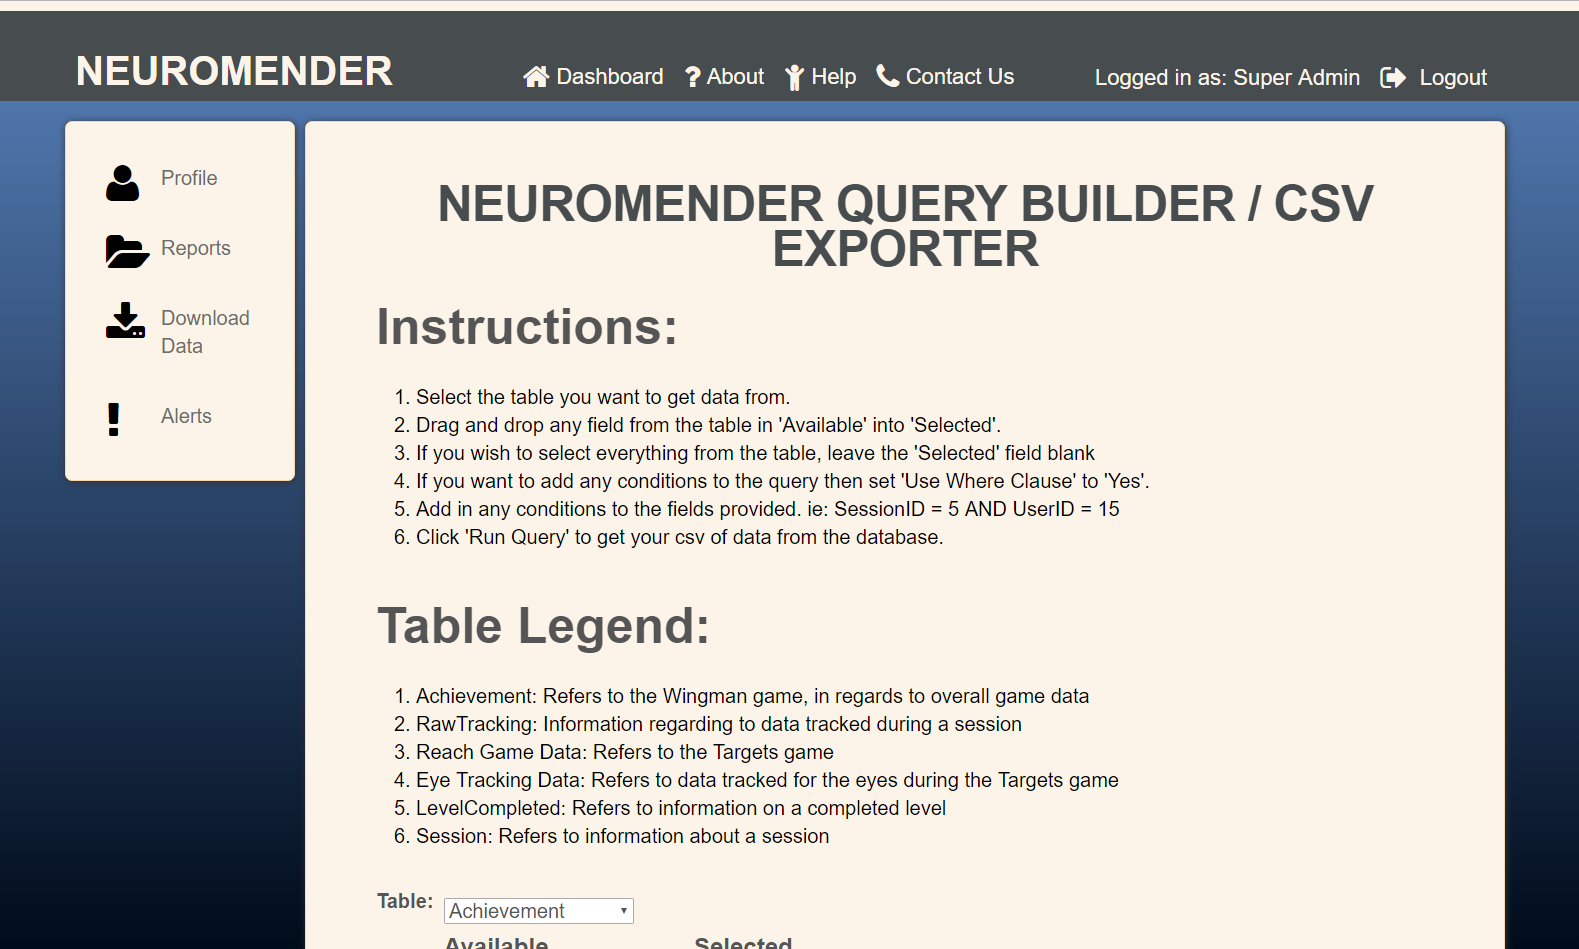 NEUROMENDER
Dashboard
About
Help
Contact Us
Logged in as: Super Admin
Logout
Profile
Reports
Download
Data
Alerts
NEUROMENDER QUERY BUILDER / CSV
EXPORTER
Instructions:
1. Select the table you want to get data from.
2. Drag and drop any field from the table in 'Available' into 'Selected'.
3. If you wish to select everything from the table, leave the 'Selected' field blank
4. If you want to add any conditions to the query then set 'Use Where Clause' to 'Yes'.
5. Add in any conditions to the fields provided. ie: SessionID = 5 AND UserID = 15
6. Click 'Run Query' to get your csv of data from the database.
Table Legend:
1. Achievement: Refers to the Wingman game, in regards to overall game data
2. RawTracking: Information regarding to data tracked during a session
3. Reach Game Data: Refers to the Targets game
4. Eye Tracking Data: Refers to data tracked for the eyes during the Targets game
5. LevelCompleted: Refers to information on a completed level
6. Session: Refers to information about a session
Table:
Achievement
Available
Selected